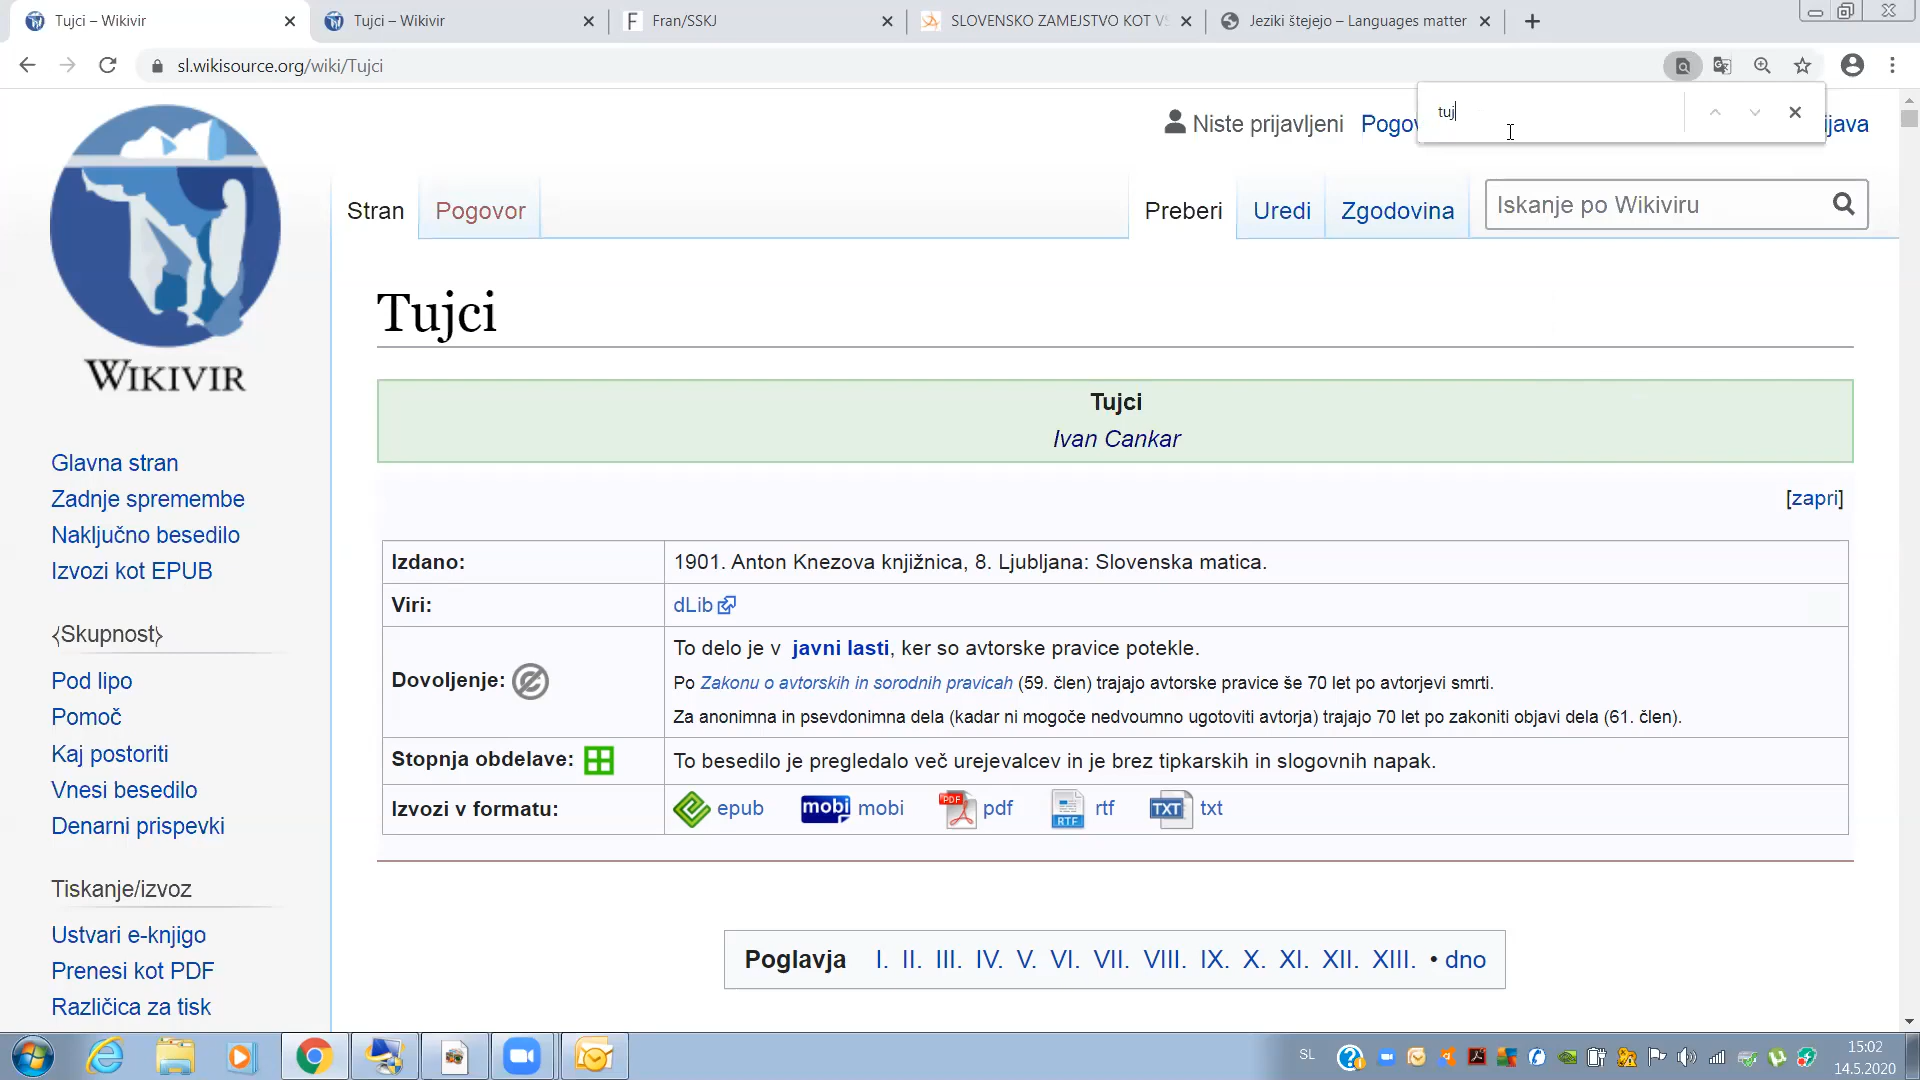 Tujci – Wikivir
Tujci – Wikivir
Fran/SSKJ
SLOVENSKO ZAMEJSTVO KOT VS
Jeziki štejejo – Languages matter
sl.wikisource.org/wiki/Tujci
tuj
Niste prijavljeni
Pogov
ijava
Stran
Pogovor
Preberi
Uredi
Zgodovina
Iskanje po Wikiviru
WIKIVIR
Glavna stran
Zadnje spremembe
Naključno besedilo
Izvozi kot EPUB
⟨Skupnost⟩
Pod lipo
Pomoč
Kaj postoriti
Vnesi besedilo
Denarni prispevki
Tiskanje/izvoz
Ustvari e-knjigo
Prenesi kot PDF
Različica za tisk
Tujci
Tujci
Ivan Cankar
[zapri]
Izdano: 1901. Anton Knezova knjižnica, 8. Ljubljana: Slovenska matica.
Viri: dLib
Dovoljenje: To delo je v javni lasti, ker so avtorske pravice potekle.
Po Zakonu o avtorskih in sorodnih pravicah (59. člen) trajajo avtorske pravice še 70 let po avtorjevi smrti.
Za anonimna in psevdonimna dela (kadar ni mogoče nedvoumno ugotoviti avtorja) trajajo 70 let po zakoniti objavi dela (61. člen).
Stopnja obdelave: To besedilo je pregledalo več urejevalcev in je brez tipkarskih in slogovnih napak.
Izvozi v formatu: epub mobi mobi PDF pdf RTF rtf TXT txt
Poglavja I. II. III. IV. V. VI. VII. VIII. IX. X. XI. XII. XIII. • dno
SL
15:02
14.5.2020